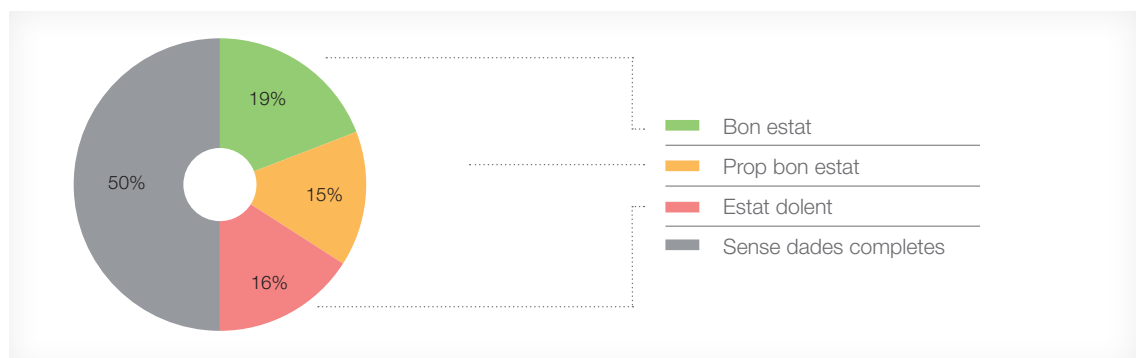 19%
50%
15%
16%
Bon estat
Prop bon estat
Estat dolent
Sense dades completes